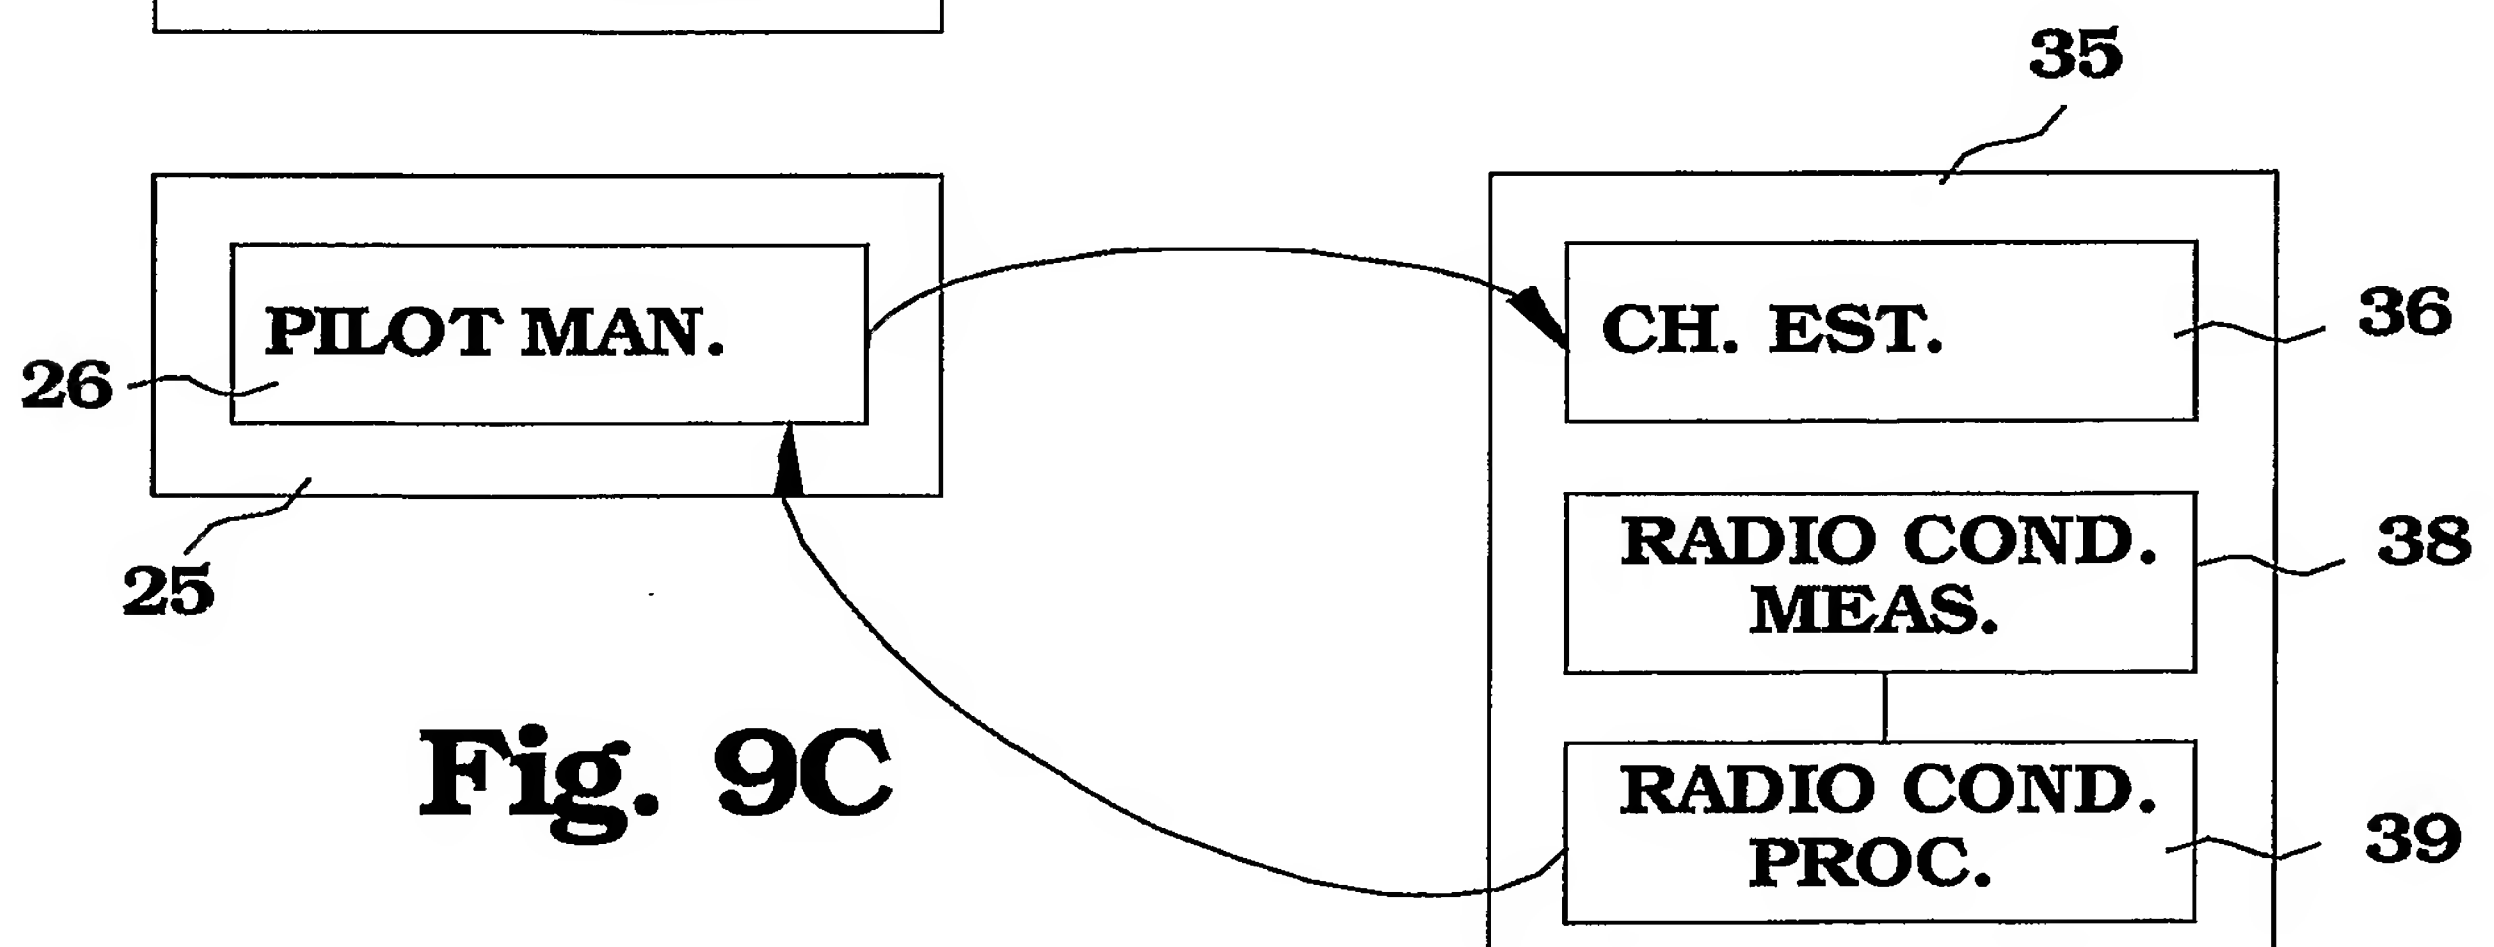 35
PILOT MAN.
CH. EST.
36
26
RADIO COND.
MEAS.
38
25
Fig. 9C
RADIO COND.
PROC.
39